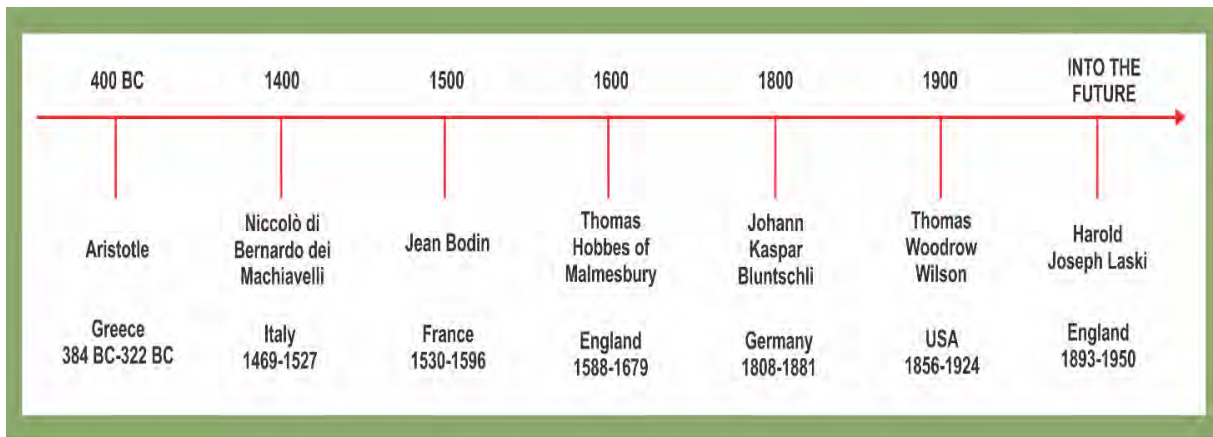 400 BC
1400
1500
1600
1800
1900
INTO THE
FUTURE
Aristotle
Niccolò di
Bernardo dei
Machiavelli
Jean Bodin
Thomas
Hobbes of
Malmesbury
Johann
Kaspar
Bluntschli
Thomas
Woodrow
Wilson
Harold
Joseph Laski
Greece
384 BC-322 BC
Italy
1469-1527
France
1530-1596
England
1588-1679
Germany
1808-1881
USA
1856-1924
England
1893-1950